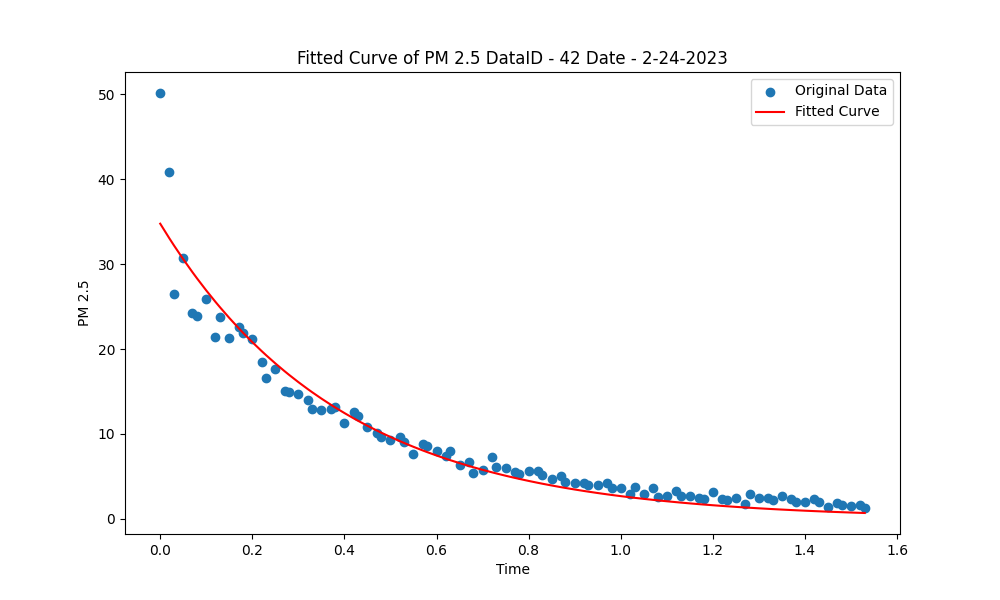 Fitted Curve of PM 2.5 DataID - 42 Date - 2-24-2023
Original Data
Fitted Curve
50
40
30
20
10
0
PM 2.5
0.0 0.2 0.4 0.6 0.8 1.0 1.2 1.4 1.6
Time